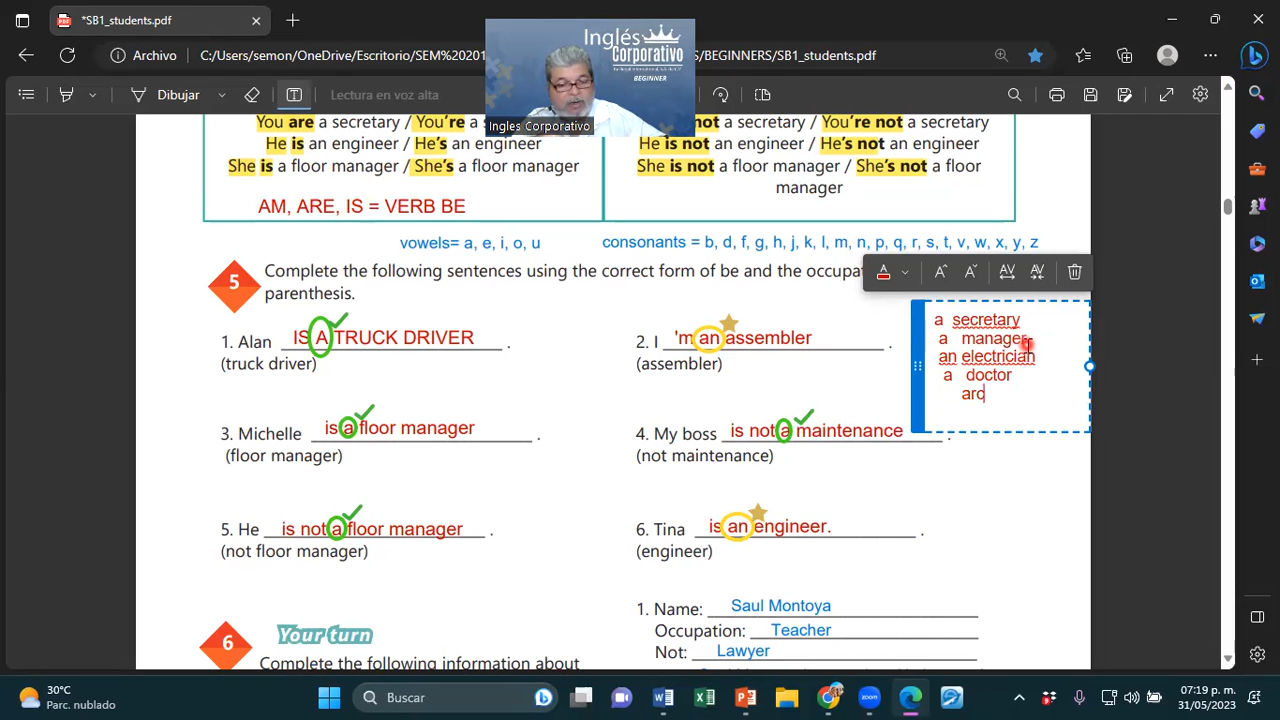 *SB1_students.pdf
Archivo
C:/Users/semon/OneDrive/Escritorio/SEM%201
S/BEGINNERS/SB1_students.pdf
Dibujar
Lectura en voz alta
Inglés
Corporativo
BEGINNER
Ingles Corporativo
You are a secretary / You're a s
He is an engineer / He's an engineer
She is a floor manager / She's a floor manager
AM, ARE, IS = VERB BE
not a secretary / You're not a secretary
He is not an engineer / He's not an engineer
She is not a floor manager / She's not a floor
manager
vowels= a, e, i, o, u
consonants = b, d, f, g, h, j, k, l, m, n, p, q, r, s, t, v, w, x, y, z
5
Complete the following sentences using the correct form of be and the occupa
parenthesis.
1. Alan IS A TRUCK DRIVER .
(truck driver)
2. I 'm an assembler .
(assembler)
a secretary
a manager
an electrician
a doctor
arc
3. Michelle is a floor manager .
(floor manager)
4. My boss is not a maintenance .
(not maintenance)
5. He is not a floor manager .
(not floor manager)
6. Tina is an engineer. .
(engineer)
6
Your turn
Complete the following information about
1. Name: Saul Montoya
Occupation: Teacher
Not: Lawyer
30°C
Parc. nublado
Buscar
07:19 p. m.
31/05/2023